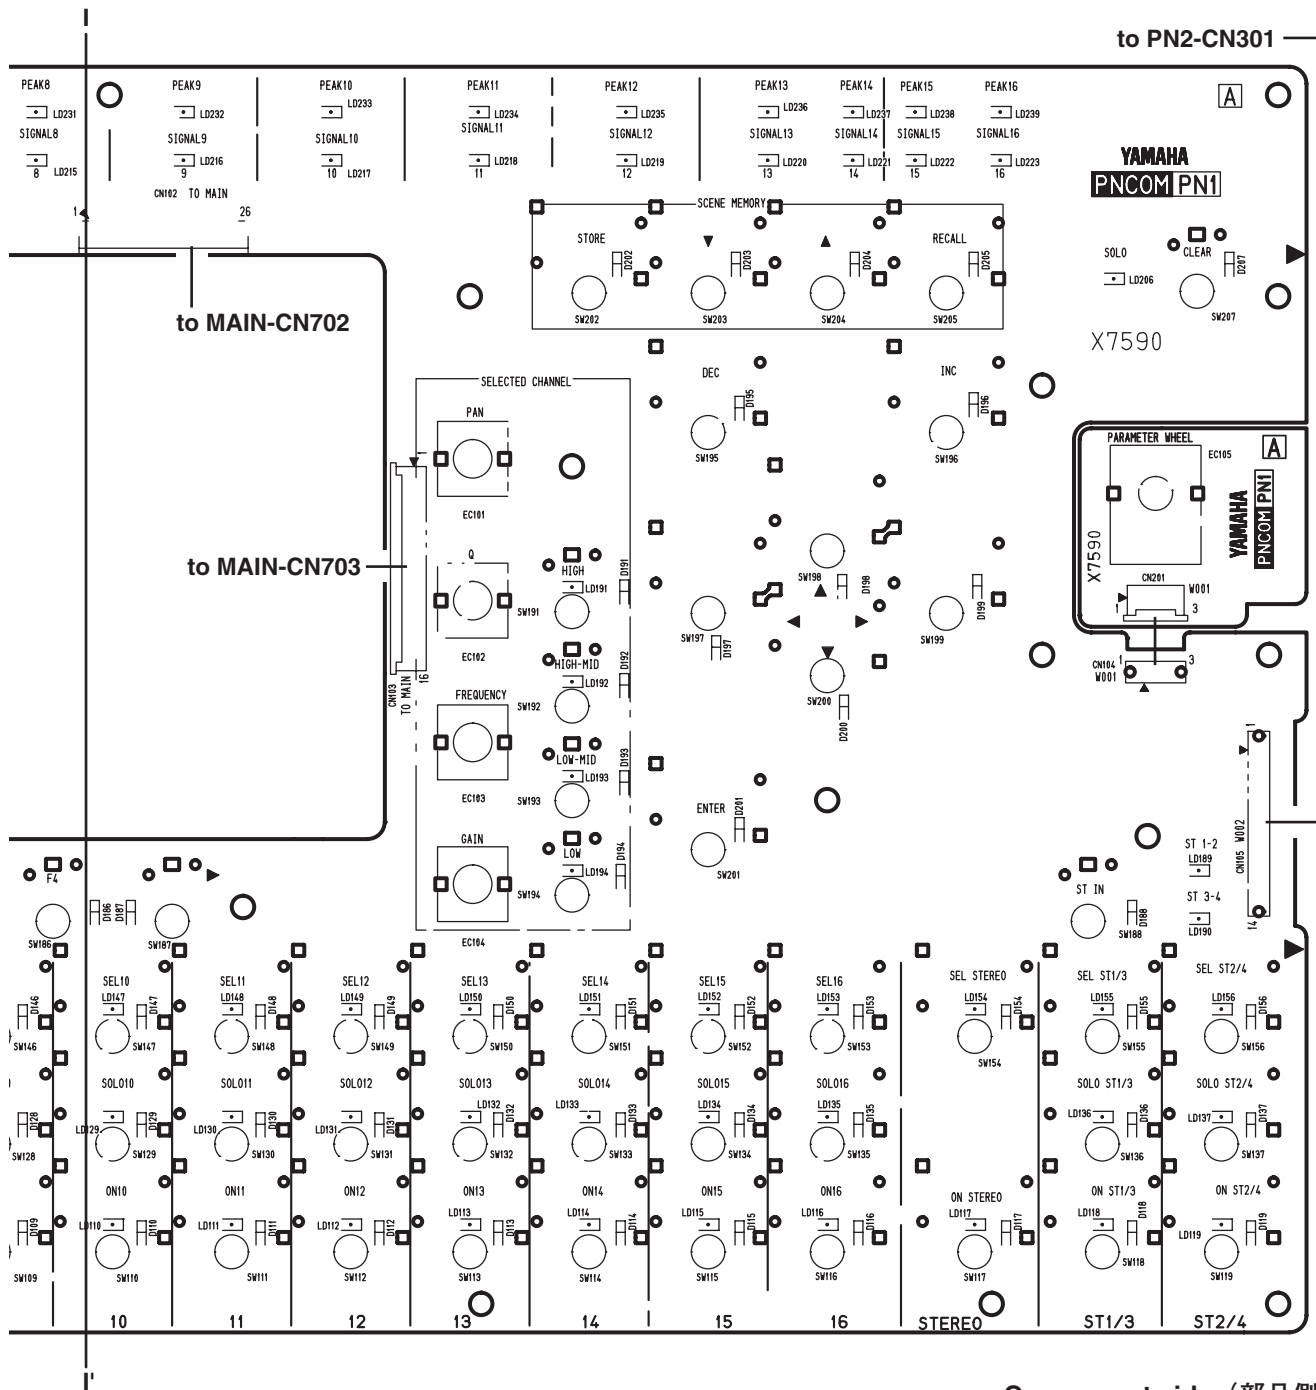 I
to PN2-CN301
PEAK8 PEAK9 PEAK10 PEAK11 PEAK12 PEAK13 PEAK14 PEAK15 PEAK16
A
LD231 LD232 LD233 LD234 LD235 LD236 LD237 LD238 LD239
SIGNAL8 SIGNAL9 SIGNAL10 SIGNAL11 SIGNAL12 SIGNAL13 SIGNAL14 SIGNAL15 SIGNAL16
LD215 LD216 LD217 LD218 LD219 LD220 LD221 LD222 LD223
8 9 10 11 12 13 14 15 16
YAMAHA
PNCOM PN1
CN102 TO MAIN
1 26
SCENE MEMORY
STORE ▼ ▲ RECALL
D202 D203 D204 D205
SW202 SW203 SW204 SW205
SOLO CLEAR
LD206 D207
SW207
to MAIN-CN702
X7590
SELECTED CHANNEL
DEC INC
D195 D196
SW195 SW196
PAN
EC101
PARAMETER WHEEL
EC105
A
YAMAHA
PNCOM PN1
X7590
CN201
W001
1 3
to MAIN-CN703
1
16
CN103
TO MAIN
Q
EC102
HIGH
LD191
D191
SW191
SW198
D198
SW197
D197
SW199
D199
HIGH-MID
LD192
D192
SW192
SW200
D200
CN104
W001
1 3
FREQUENCY
EC103
LOW-MID
LD193
D193
SW193
GAIN
EC104
LOW
LD194
D194
SW194
ENTER
D201
SW201
1
W002
CN105
14
ST 1-2
LD189
ST 3-4
LD190
ST IN
D188
SW188
F4
SW186
D186
D187
SW187
SEL10 SEL11 SEL12 SEL13 SEL14 SEL15 SEL16 SEL STEREO SEL ST1/3 SEL ST2/4
LD147 LD148 LD149 LD150 LD151 LD152 LD153 LD154 LD155 LD156
D146 D147 D148 D149 D150 D151 D152 D153 D154 D155 D156
SW146 SW147 SW148 SW149 SW150 SW151 SW152 SW153 SW154 SW155 SW156
SOLO10 SOLO11 SOLO12 SOLO13 SOLO14 SOLO15 SOLO16 SOLO ST1/3 SOLO ST2/4
LD129 LD130 LD131 LD132 LD133 LD134 LD135 LD136 LD137
D128 D129 D130 D131 D132 D133 D134 D135 D136 D137
SW128 SW129 SW130 SW131 SW132 SW133 SW134 SW135 SW136 SW137
ON10 ON11 ON12 ON13 ON14 ON15 ON16 ON STEREO ON ST1/3 ON ST2/4
LD110 LD111 LD112 LD113 LD114 LD115 LD116 LD117 LD118 LD119
D109 D110 D111 D112 D113 D114 D115 D116 D117 D118 D119
SW109 SW110 SW111 SW112 SW113 SW114 SW115 SW116 SW117 SW118 SW119
10 11 12 13 14 15 16 STEREO ST1/3 ST2/4
I'